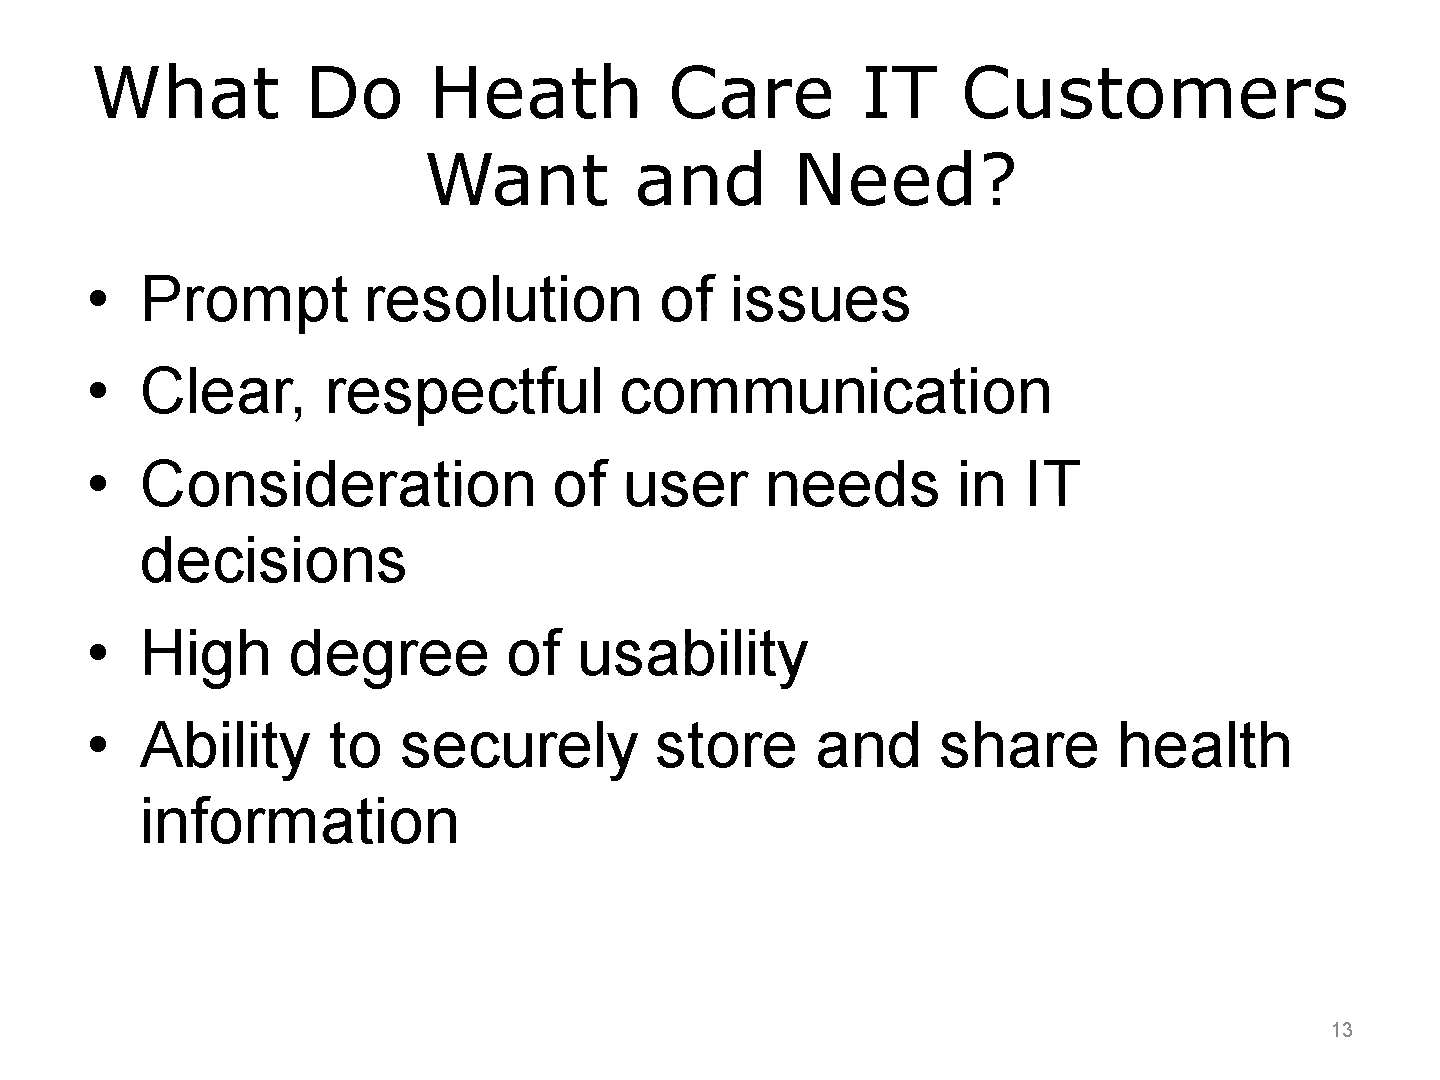 What Do Heath Care IT Customers
Want and Need?
• Prompt resolution of issues
• Clear, respectful communication
• Consideration of user needs in IT
decisions
• High degree of usability
• Ability to securely store and share health
information
13